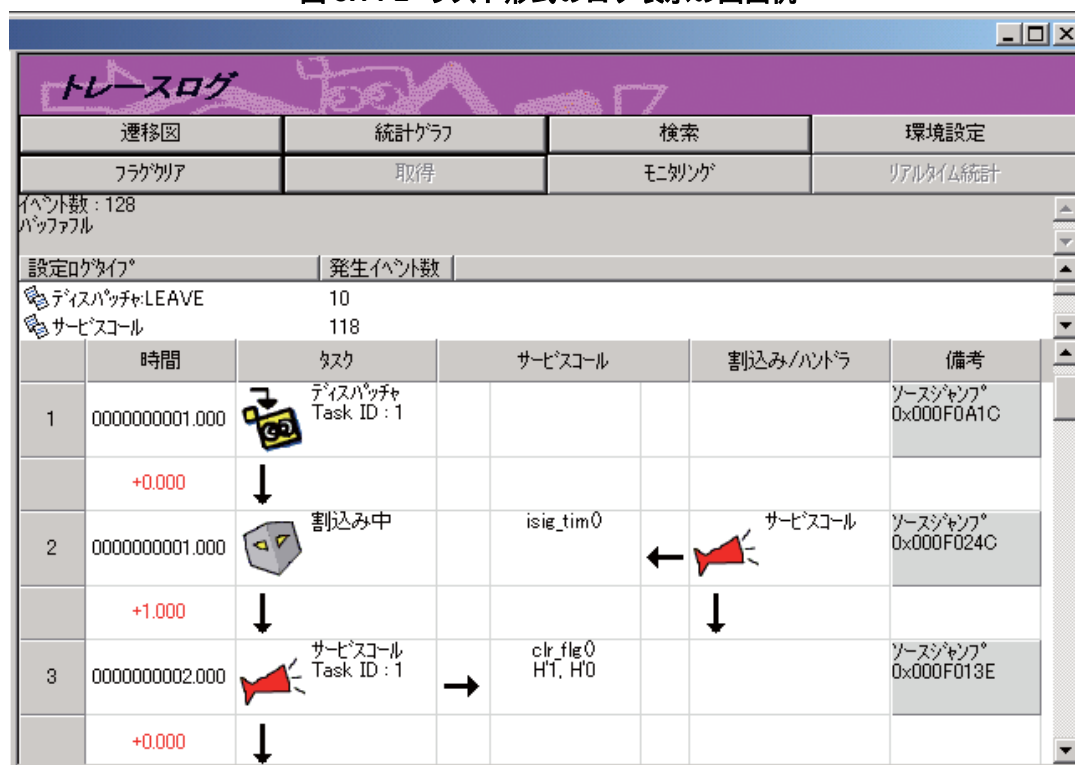 トレースログ
遷移図 統計グラフ 検索 環境設定
フラグクリア 取得 モニタリング リアルタイム統計
イベント数 : 128
バッファフル
設定ログタイプ 発生イベント数
ディスパッチャ:LEAVE 10
サービスコール 118
時間 タスク サービスコール 割込み/ハンドラ 備考
1 0000000001.000 ディスパッチャ Task ID : 1 ソースジャンプ 0x000F0A1C
+0.000
2 0000000001.000 割込み中 isig_tim() サービスコール ソースジャンプ 0x000F024C
+1.000
3 0000000002.000 サービスコール Task ID : 1 clr_flg() H'1, H'0 ソースジャンプ 0x000F013E
+0.000